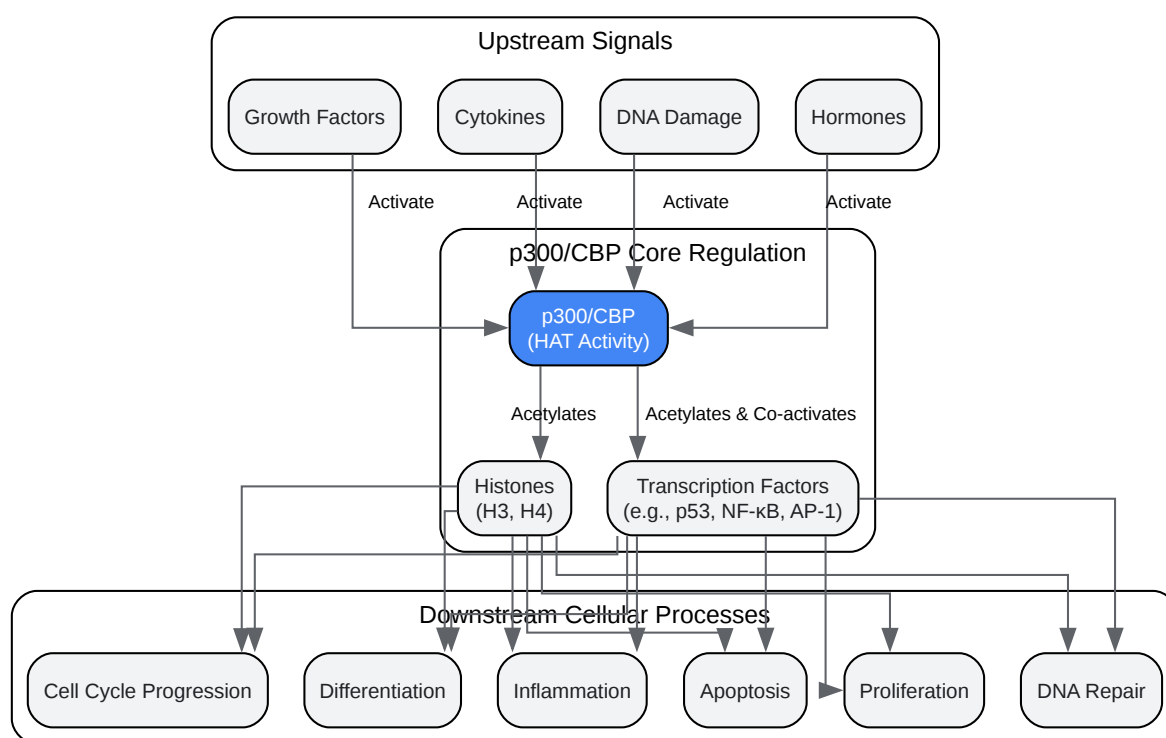 Upstream Signals
Growth Factors
Cytokines
DNA Damage
Hormones
Activate
Activate
Activate
Activate
p300/CBP Core Regulation
p300/CBP
(HAT Activity)
Acetylates
Acetylates & Co-activates
Histones
(H3, H4)
Transcription Factors
(e.g., p53, NF-κB, AP-1)
Downstream Cellular Processes
Cell Cycle Progression
Differentiation
Inflammation
Apoptosis
Proliferation
DNA Repair